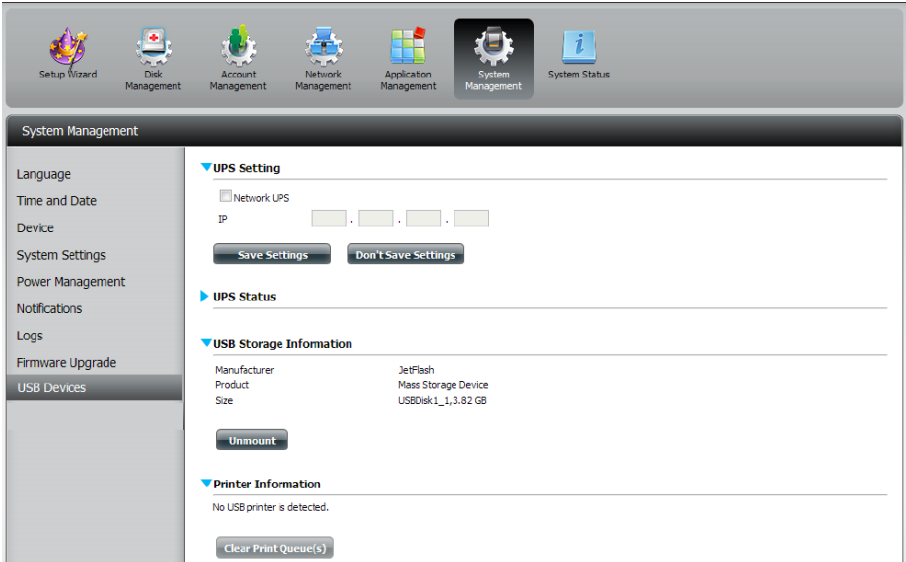 Setup Wizard
Disk Management
Account Management
Network Management
Application Management
System Management
System Status
System Management
Language
Time and Date
Device
System Settings
Power Management
Notifications
Logs
Firmware Upgrade
USB Devices
UPS Setting
Network UPS
IP . . .
Save Settings Don't Save Settings
UPS Status
USB Storage Information
Manufacturer JetFlash
Product Mass Storage Device
Size USBDisk1_1,3.82 GB
Unmount
Printer Information
No USB printer is detected.
Clear Print Queue(s)